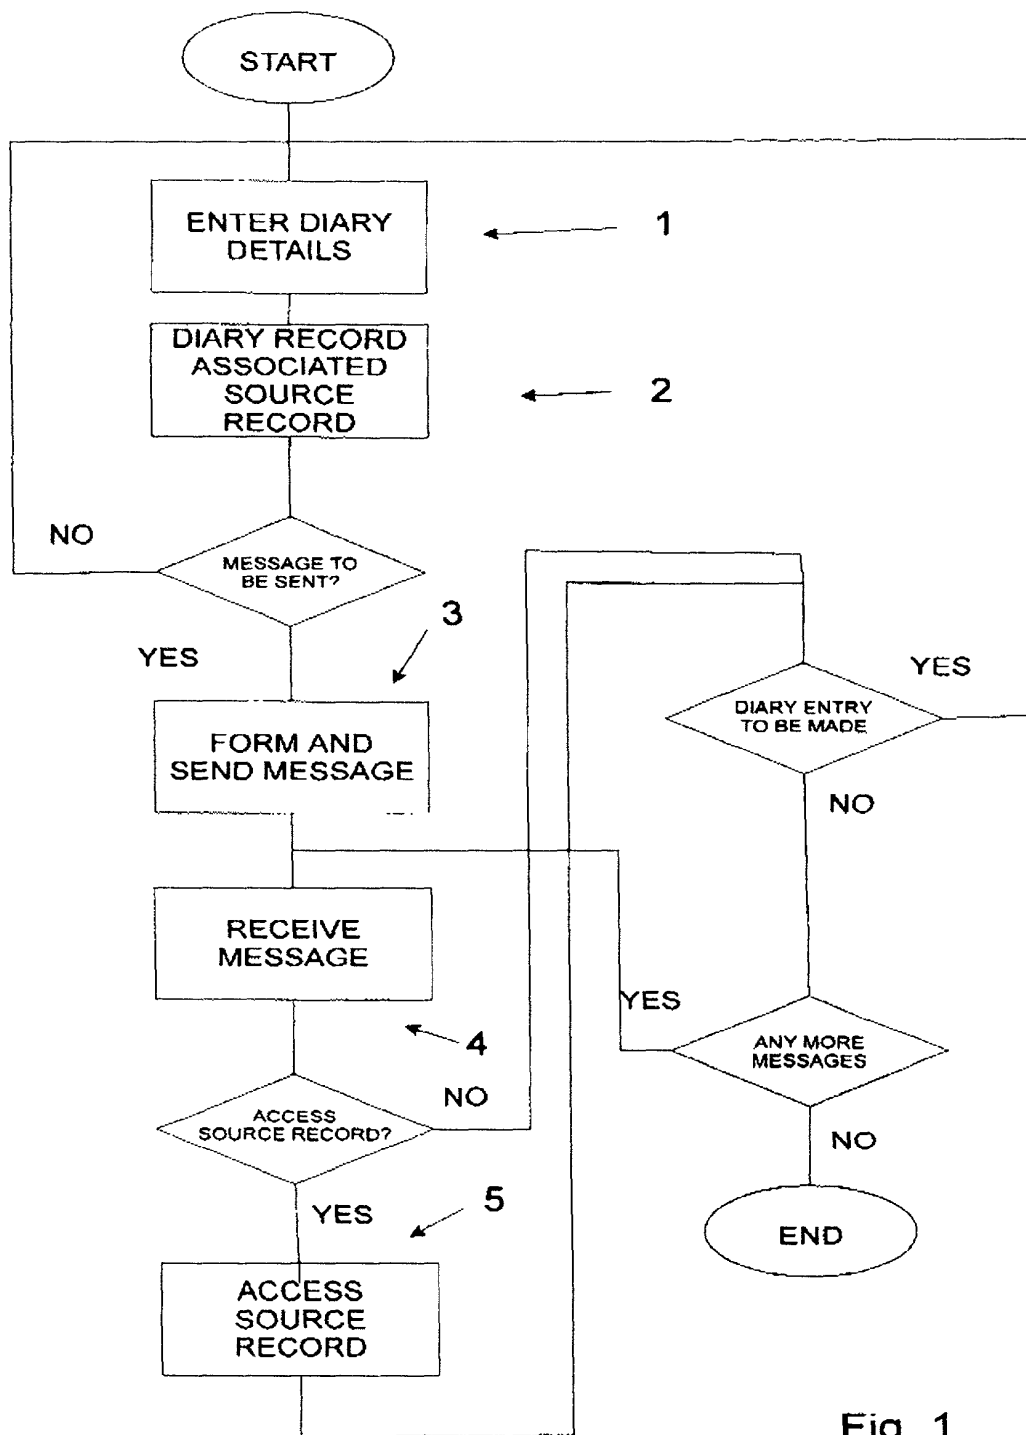 START
ENTER DIARY
DETAILS
1
DIARY RECORD
ASSOCIATED
SOURCE
RECORD
2
NO
MESSAGE TO
BE SENT?
3
YES
FORM AND
SEND MESSAGE
YES
DIARY ENTRY
TO BE MADE
NO
RECEIVE
MESSAGE
4
YES
ANY MORE
MESSAGES
NO
ACCESS
SOURCE RECORD?
NO
YES
5
END
ACCESS
SOURCE
RECORD
Fig. 1